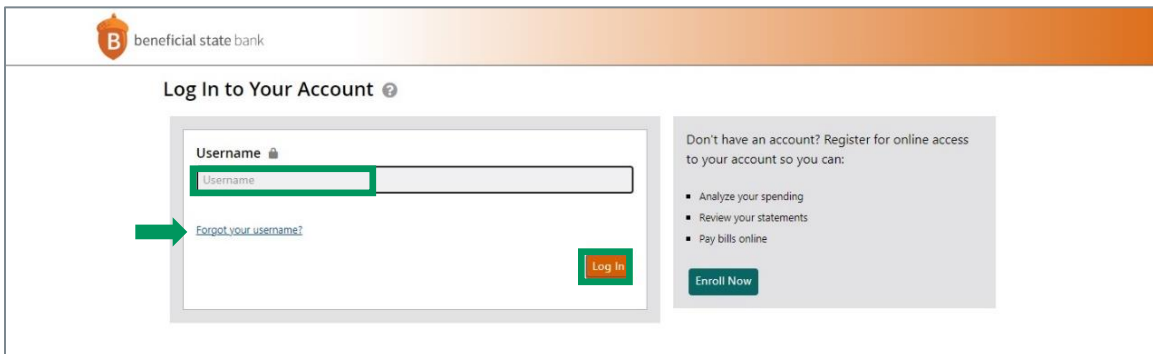 B beneficial state bank
Log In to Your Account ?
Username
Username
Forgot your username?
Log In
Don't have an account? Register for online access
to your account so you can:
Analyze your spending
Review your statements
Pay bills online
Enroll Now